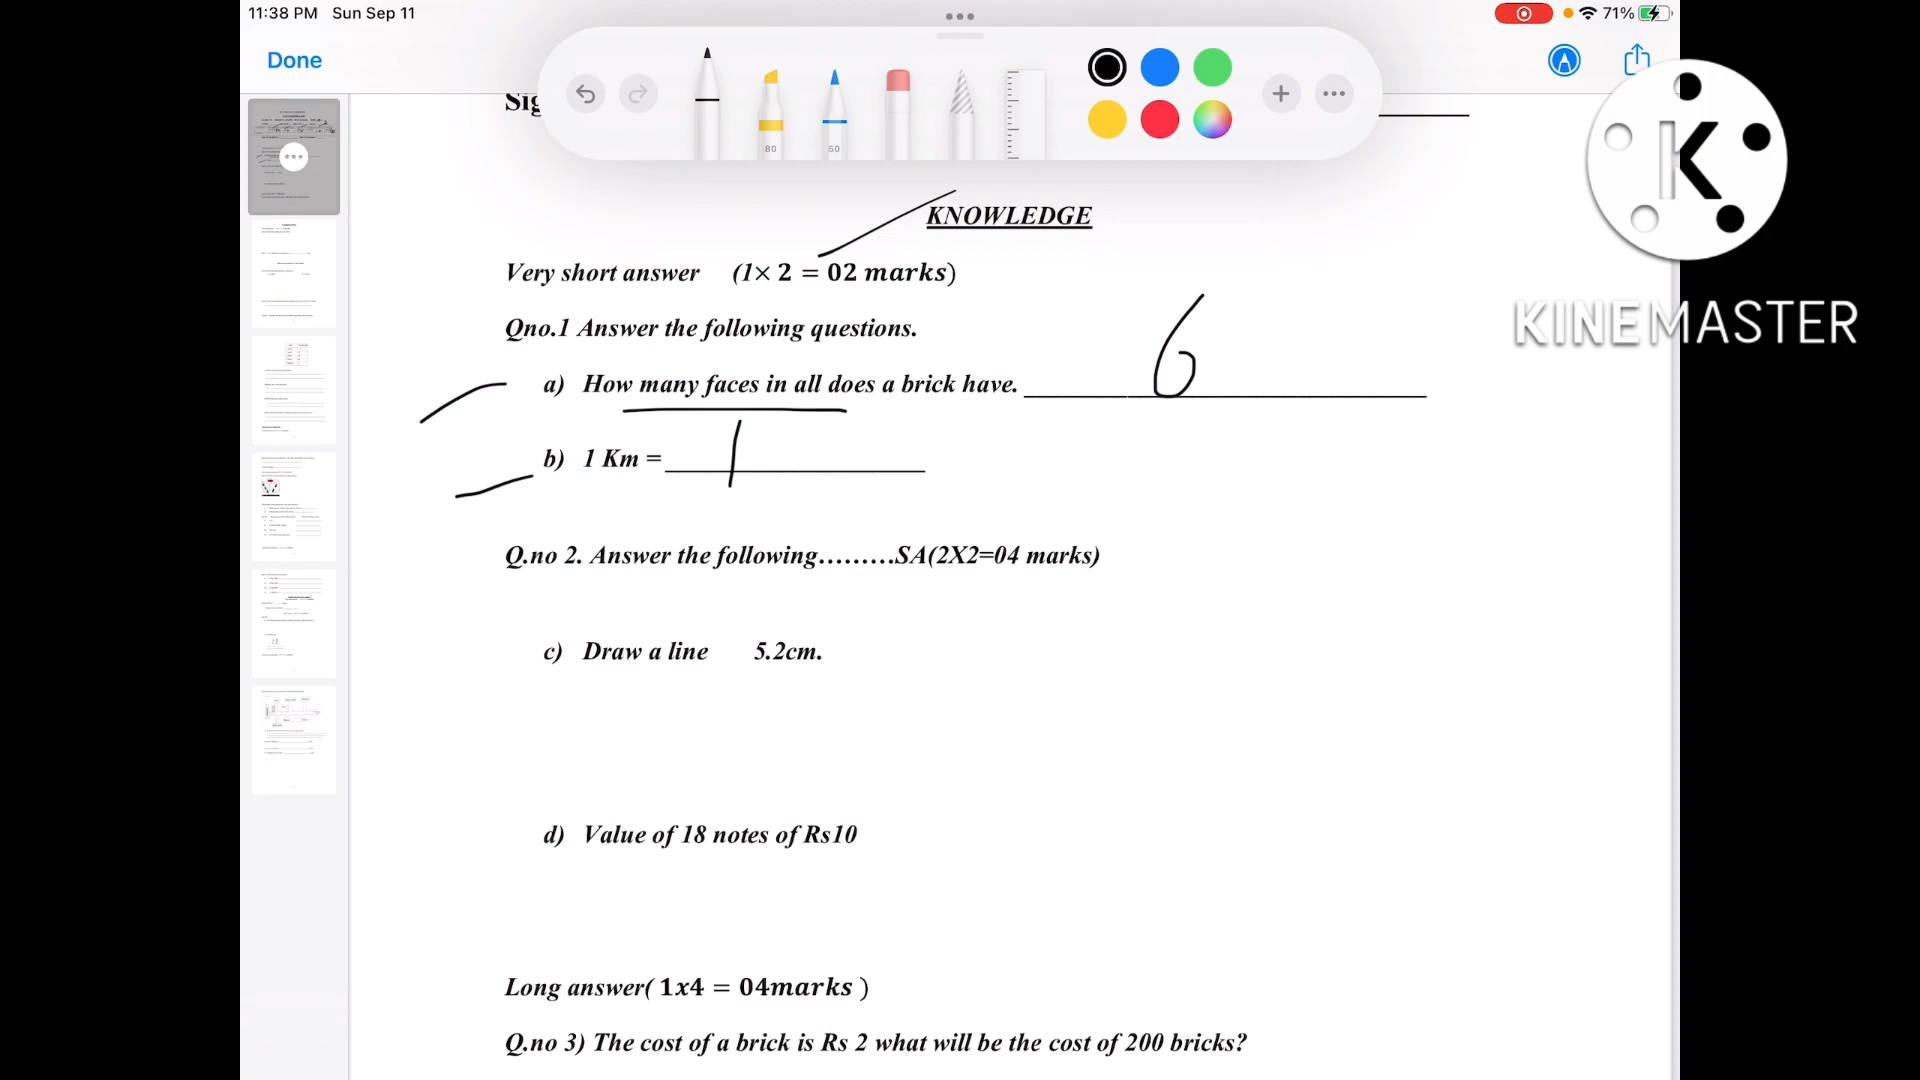 11:38 PM Sun Sep 11
71%
Done
80
50
Sig
KNOWLEDGE
Very short answer (1× 2 = 02 marks)
Qno.1 Answer the following questions.
a) How many faces in all does a brick have. 6
b) 1 Km = 1
Q.no 2. Answer the following.........SA(2X2=04 marks)
c) Draw a line 5.2cm.
d) Value of 18 notes of Rs10
Long answer( 1x4 = 04marks )
Q.no 3) The cost of a brick is Rs 2 what will be the cost of 200 bricks?
K
KINEMASTER